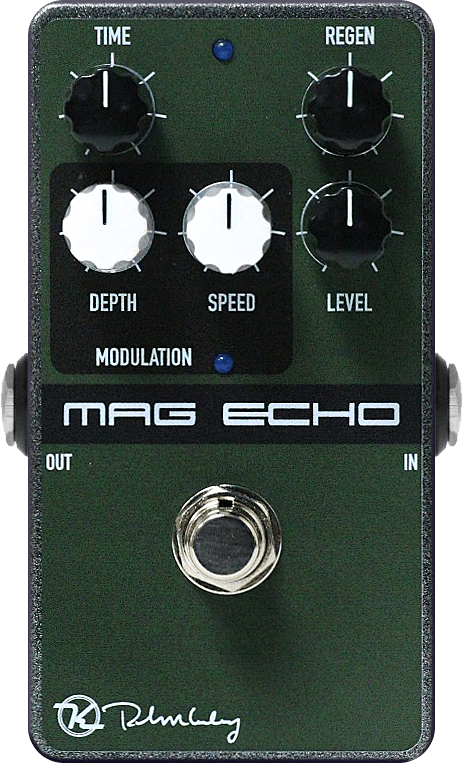 TIME REGEN
DEPTH SPEED LEVEL
MODULATION
MAG ECHO
OUT IN
K